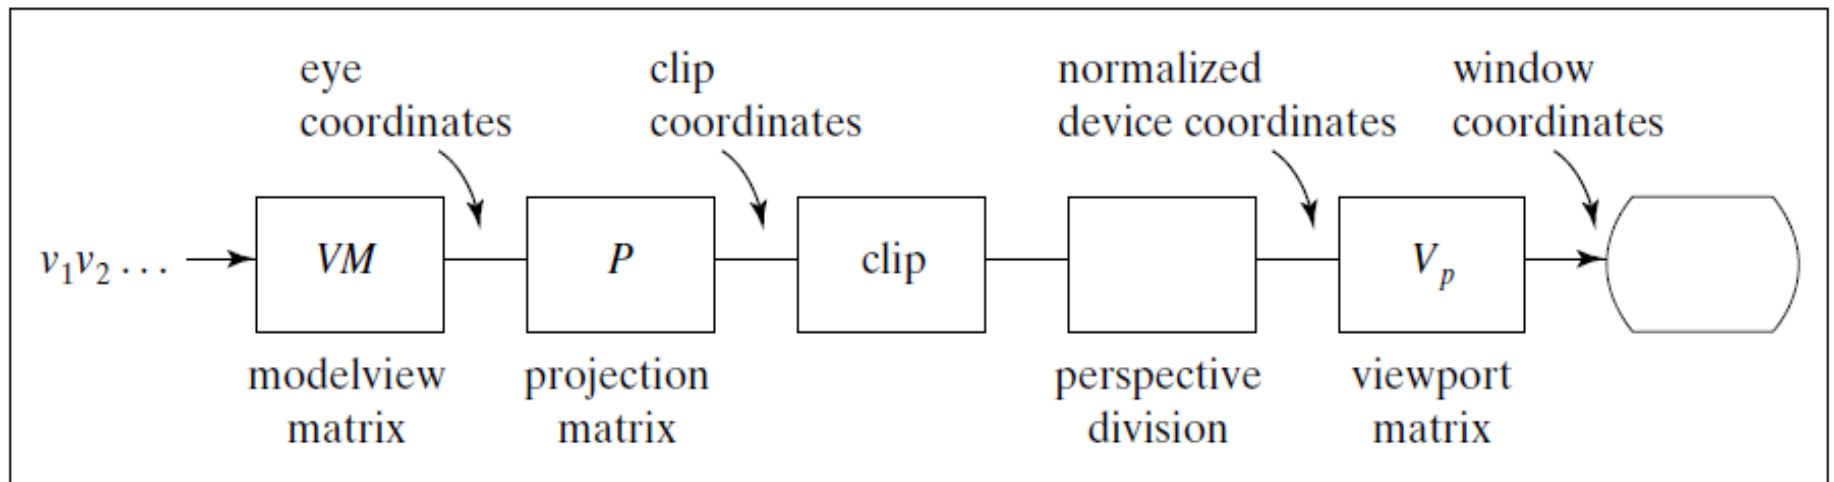 eye
coordinates
clip
coordinates
normalized
device coordinates
window
coordinates
v₁v₂ . . .
VM
P
clip
Vₚ
modelview
matrix
projection
matrix
perspective
division
viewport
matrix